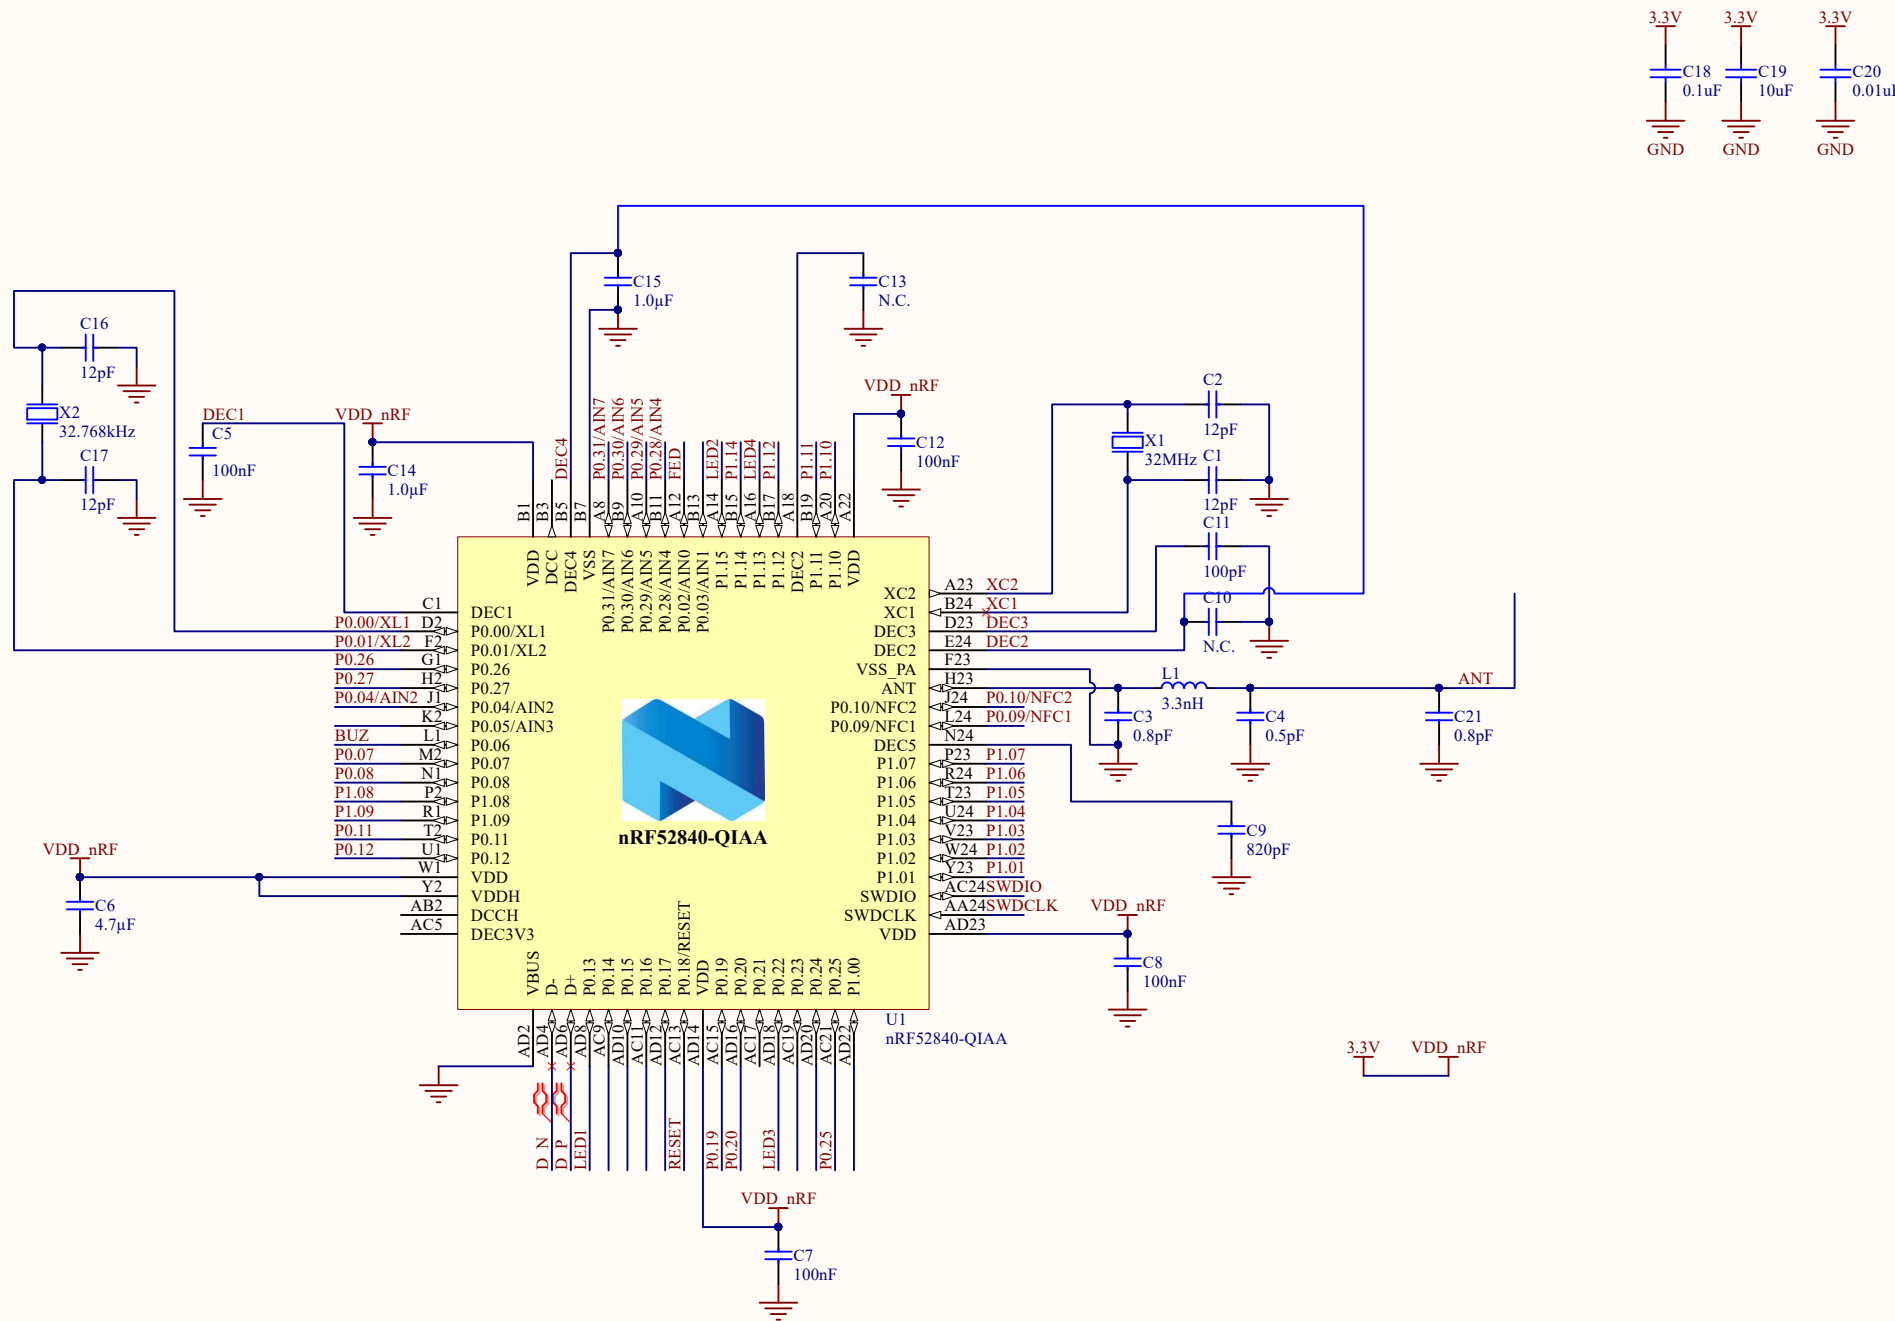 3.3V
3.3V
3.3V
C18
0.1uF
C19
10uF
C20
0.01uF
GND
GND
GND
C15
1.0µF
C13
N.C.
C16
12pF
X2
32.768kHz
C17
12pF
DEC1
C5
100nF
VDD_nRF
C14
1.0µF
VDD_nRF
C12
100nF
C2
12pF
X1
32MHz
C1
12pF
C11
100pF
C10
N.C.
DEC4
P0.31/AIN7
P0.30/AIN6
P0.29/AIN5
P0.28/AIN4
FED
LED2
P1.14
LED4
P1.12
P1.11
P1.10
B1
B3
B5
B7
A8
B9
A10
B11
A12
B13
A14
B15
A16
B17
A18
B19
A20
A22
VDD
DCC
DEC4
VSS
P0.31/AIN7
P0.30/AIN6
P0.29/AIN5
P0.28/AIN4
P0.02/AIN0
P0.03/AIN1
P1.15
P1.14
P1.13
P1.12
DEC2
P1.11
P1.10
VDD
C1 DEC1
P0.00/XL1 D2 P0.00/XL1
P0.01/XL2 F2 P0.01/XL2
P0.26 G1 P0.26
P0.27 H2 P0.27
P0.04/AIN2 J1 P0.04/AIN2
K2 P0.05/AIN3
BUZ L1 P0.06
P0.07 M2 P0.07
P0.08 N1 P0.08
P1.08 P2 P1.08
P1.09 R1 P1.09
P0.11 T2 P0.11
P0.12 U1 P0.12
W1 VDD
Y2 VDDH
AB2 DCCH
AC5 DEC3V3
VDD_nRF
C6
4.7µF
nRF52840-QIAA
XC2 A23 XC2
XC1 B24 XC1
DEC3 D23 DEC3
DEC2 E24 DEC2
VSS_PA F23
ANT H23
P0.10/NFC2 J24 P0.10/NFC2
P0.09/NFC1 L24 P0.09/NFC1
DEC5 N24
P1.07 P23 P1.07
P1.06 R24 P1.06
P1.05 T23 P1.05
P1.04 U24 P1.04
P1.03 V23 P1.03
P1.02 W24 P1.02
P1.01 Y23 P1.01
SWDIO AC24 SWDIO
SWDCLK AA24 SWDCLK
VDD AD23
L1
3.3nH
ANT
C3
0.8pF
C4
0.5pF
C21
0.8pF
C9
820pF
VDD_nRF
C8
100nF
VBUS
D-
D+
P0.13
P0.14
P0.15
P0.16
P0.17
P0.18/RESET
VDD
P0.19
P0.20
P0.21
P0.22
P0.23
P0.24
P0.25
P1.00
AD2
AD4
AD6
AD8
AC9
AD10
AC11
AD12
AC13
AD14
AC15
AD16
AC17
AD18
AC19
AD20
AC21
AD22
U1
nRF52840-QIAA
D_N
D_P
LED1
RESET
P0.19
P0.20
LED3
P0.25
3.3V
VDD_nRF
VDD_nRF
C7
100nF